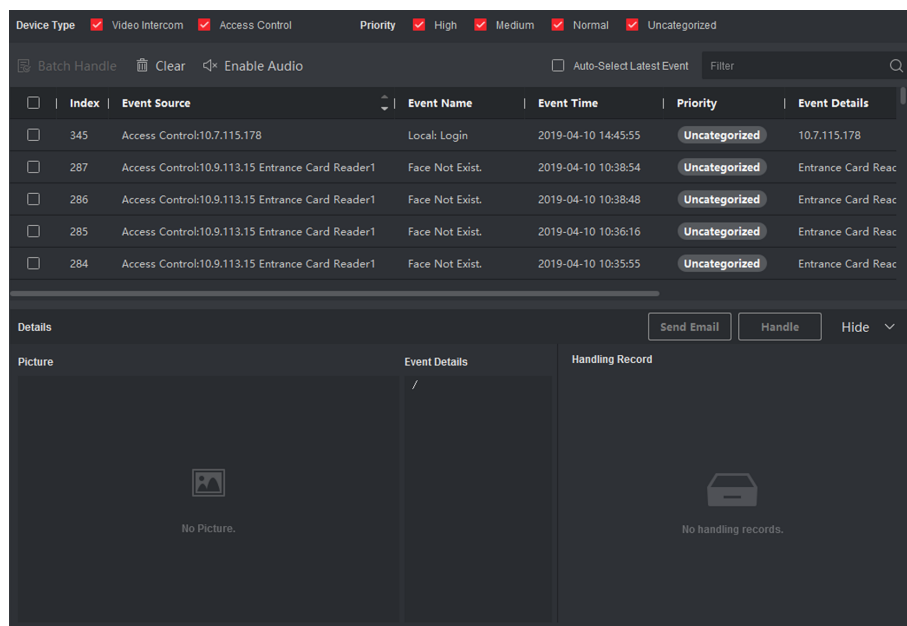 Device Type Video Intercom Access Control Priority High Medium Normal Uncategorized
Batch Handle Clear Enable Audio Auto-Select Latest Event Filter
Index Event Source Event Name Event Time Priority Event Details
345 Access Control:10.7.115.178 Local: Login 2019-04-10 14:45:55 Uncategorized 10.7.115.178
287 Access Control:10.9.113.15 Entrance Card Reader1 Face Not Exist. 2019-04-10 10:38:54 Uncategorized Entrance Card Reac
286 Access Control:10.9.113.15 Entrance Card Reader1 Face Not Exist. 2019-04-10 10:38:48 Uncategorized Entrance Card Reac
285 Access Control:10.9.113.15 Entrance Card Reader1 Face Not Exist. 2019-04-10 10:36:16 Uncategorized Entrance Card Reac
284 Access Control:10.9.113.15 Entrance Card Reader1 Face Not Exist. 2019-04-10 10:35:55 Uncategorized Entrance Card Reac
Details Send Email Handle Hide
Picture Event Details Handling Record
/
No Picture. No handling records.